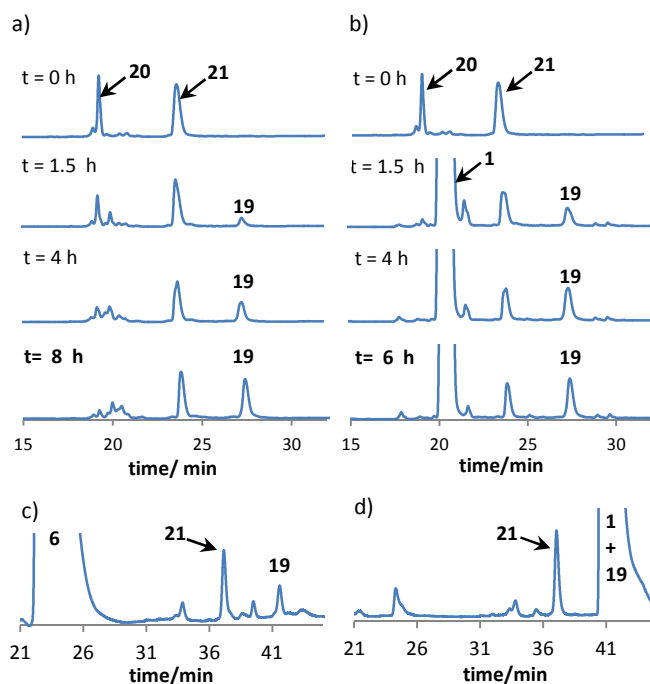 a)
t = 0 h
20
21
t = 1.5 h
19
t = 4 h
19
t= 8 h
19
15 20 25 30
time/ min
b)
t = 0 h
20
21
t = 1.5 h
1
19
t = 4 h
19
t= 6 h
19
15 20 25 30
time/min
c)
6
21
19
21 26 31 36 41
time/min
d)
21
1
+
19
21 26 31 36 41
time/min